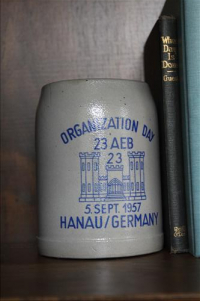 ORGANIZATION DAY
23 AEB
23
5. SEPT. 1957
HANAU/GERMANY